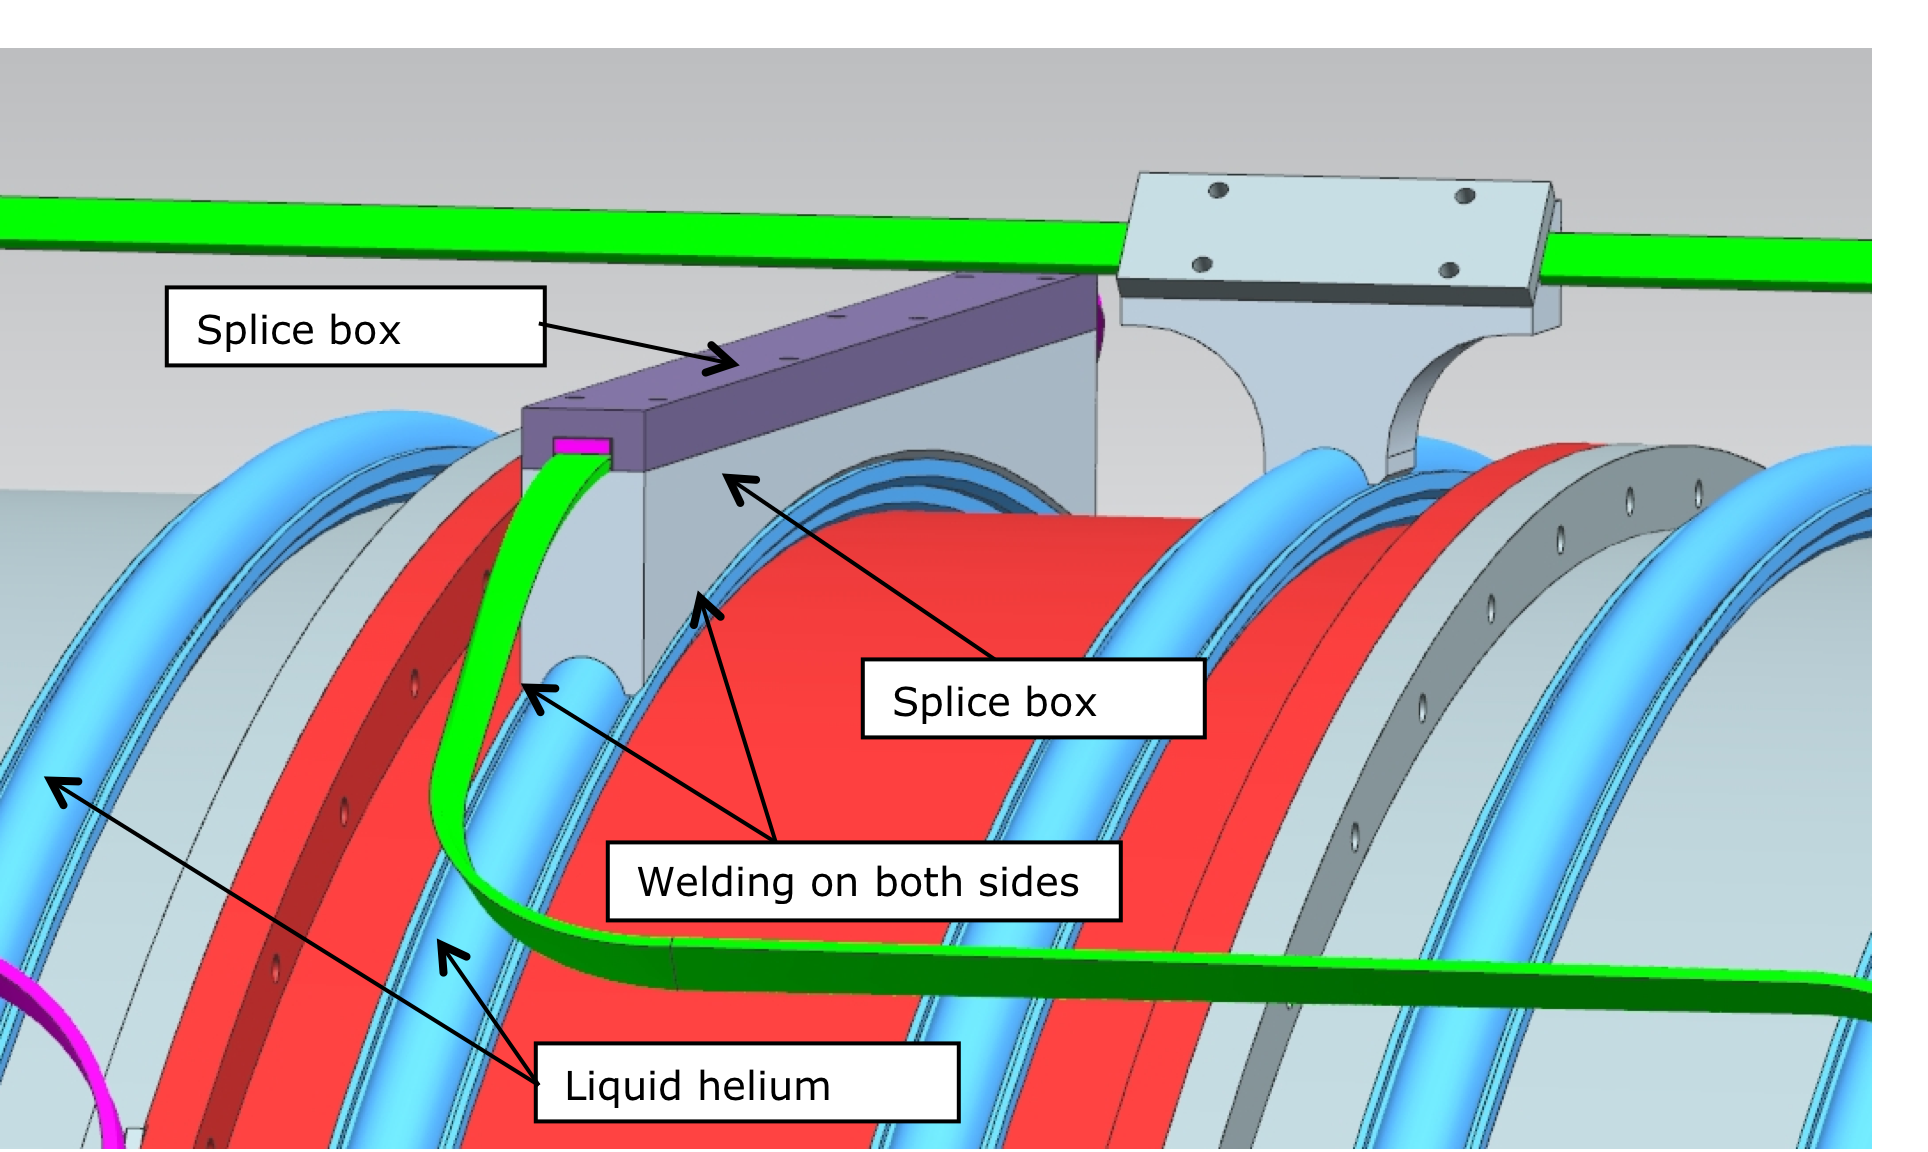 Splice box
Splice box
Welding on both sides
Liquid helium